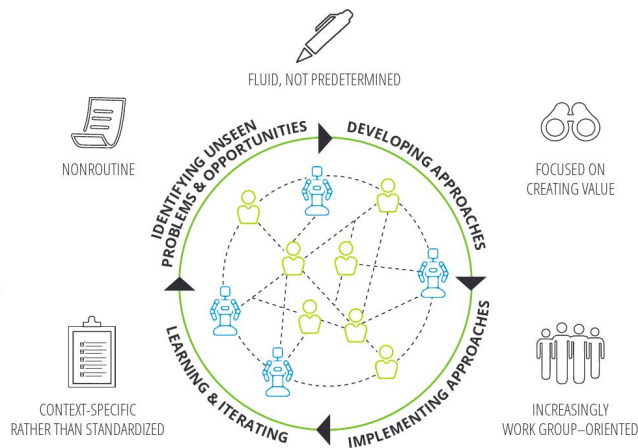 FLUID, NOT PREDETERMINED
NONROUTINE
IDENTIFYING UNSEEN
PROBLEMS & OPPORTUNITIES
DEVELOPING APPROACHES
FOCUSED ON
CREATING VALUE
LEARNING & ITERATING
IMPLEMENTING APPROACHES
CONTEXT-SPECIFIC
RATHER THAN STANDARDIZED
INCREASINGLY
WORK GROUP–ORIENTED